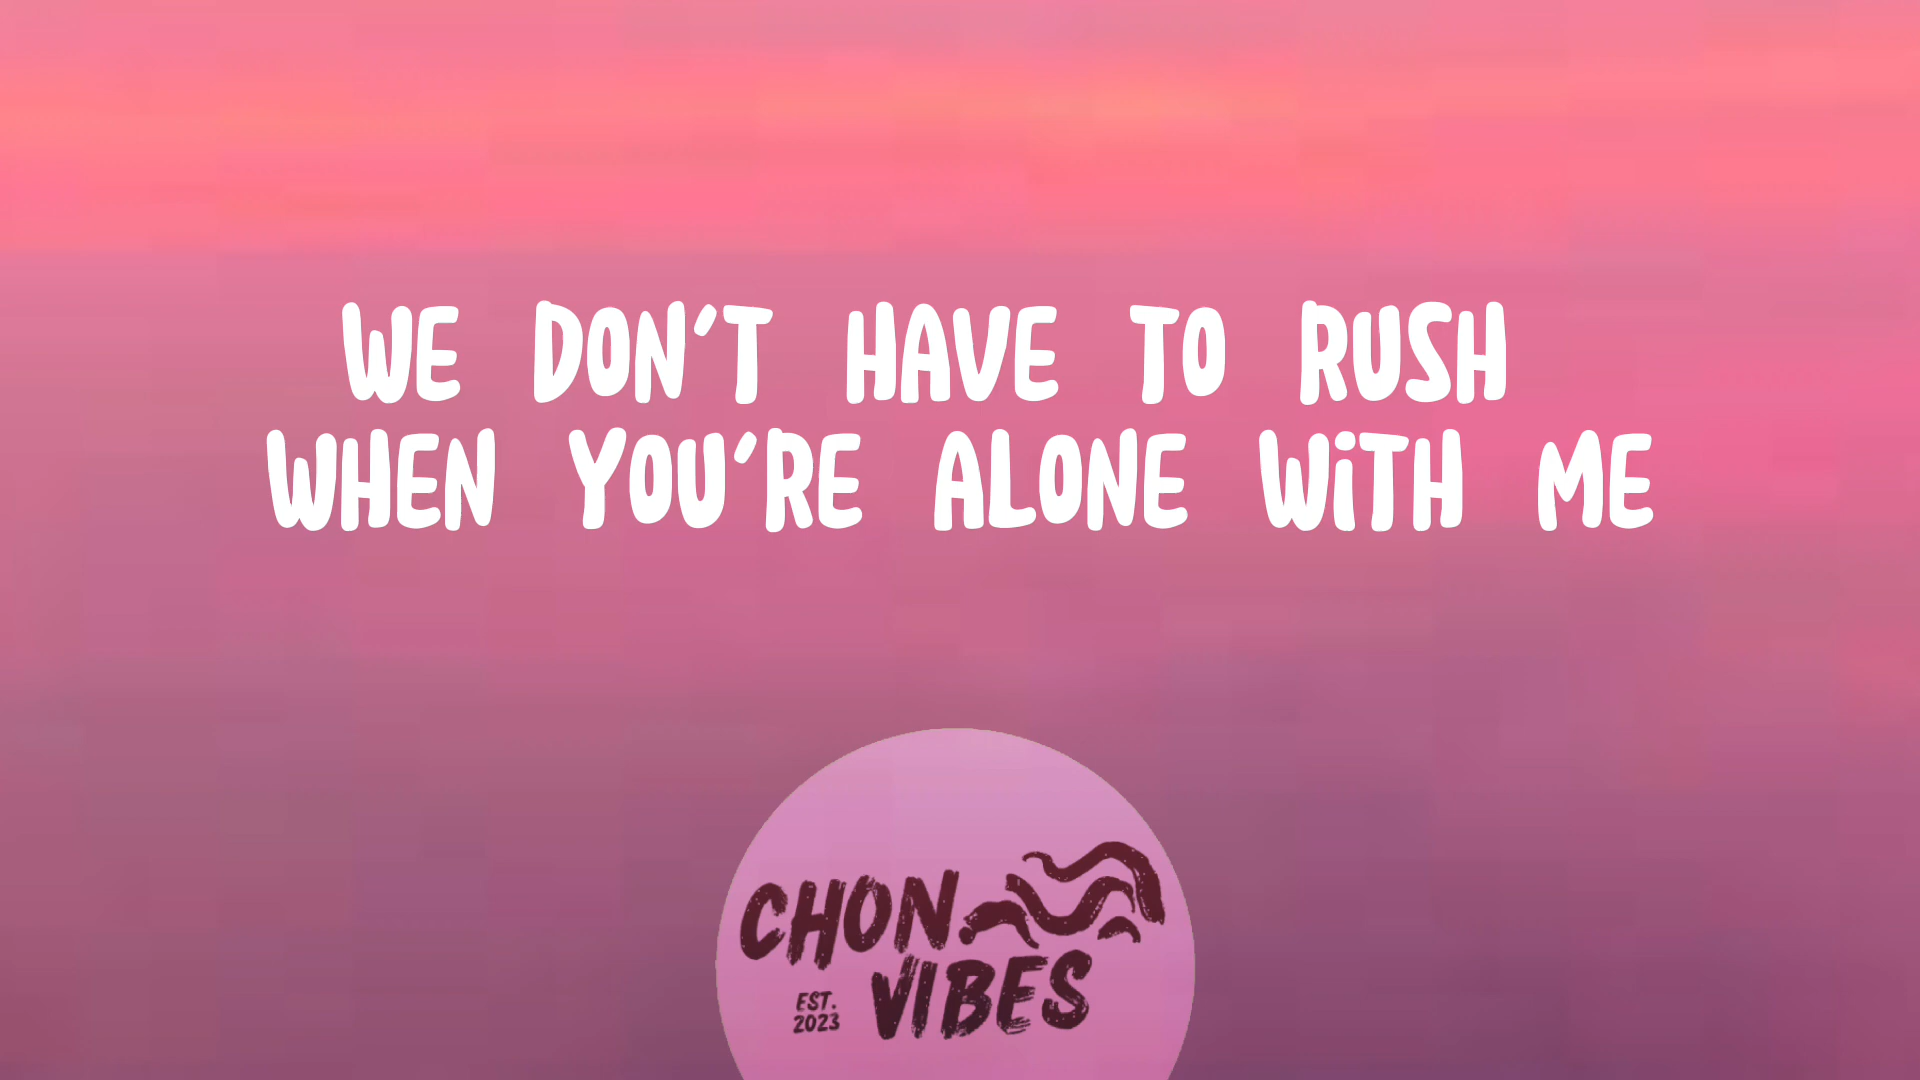 WE DON'T HAVE TO RUSH
WHEN YOU'RE ALONE WiTH ME
CHON
VIBES
EST.
2023